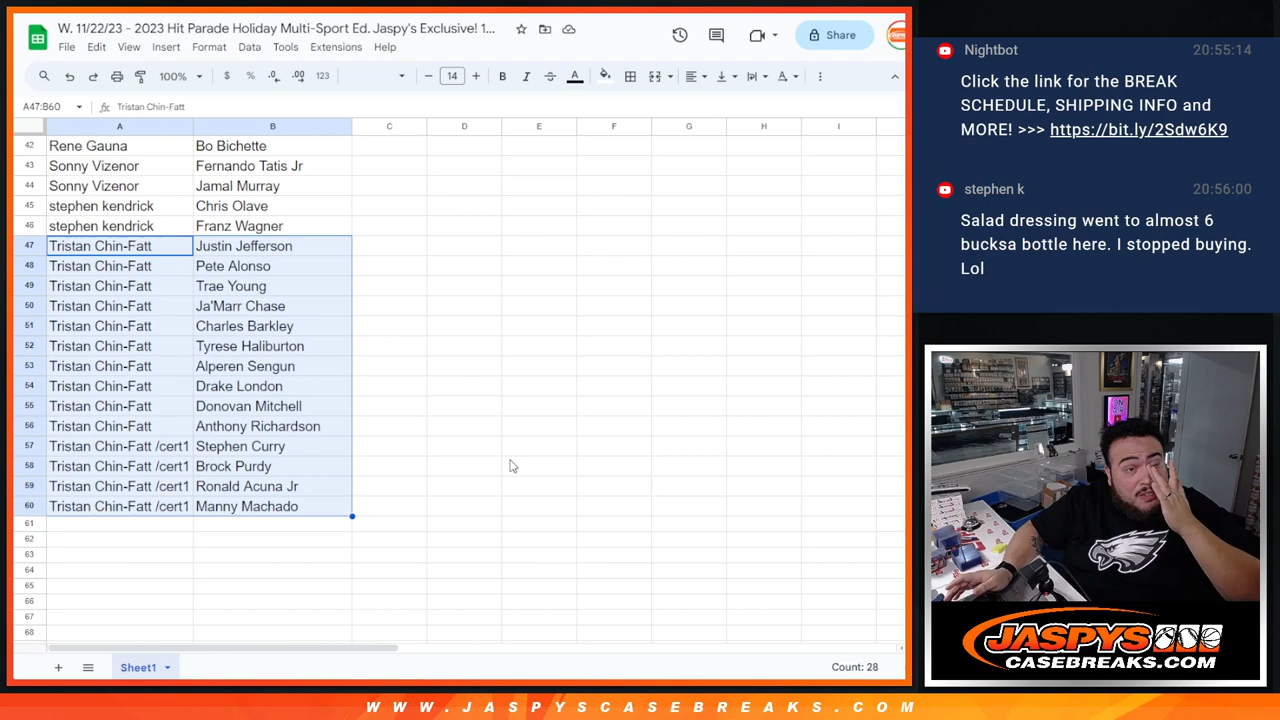 W. 11/22/23 - 2023 Hit Parade Holiday Multi-Sport Ed. Jaspy's Exclusive! 1...
File Edit View Insert Format Data Tools Extensions Help
Share
100% $ % .0 .00 123 14 B I A
A47:B60 Tristan Chin-Fatt
A B C D E F G H I
42 Rene Gauna Bo Bichette
43 Sonny Vizenor Fernando Tatis Jr
44 Sonny Vizenor Jamal Murray
45 stephen kendrick Chris Olave
46 stephen kendrick Franz Wagner
47 Tristan Chin-Fatt Justin Jefferson
48 Tristan Chin-Fatt Pete Alonso
49 Tristan Chin-Fatt Trae Young
50 Tristan Chin-Fatt Ja'Marr Chase
51 Tristan Chin-Fatt Charles Barkley
52 Tristan Chin-Fatt Tyrese Haliburton
53 Tristan Chin-Fatt Alperen Sengun
54 Tristan Chin-Fatt Drake London
55 Tristan Chin-Fatt Donovan Mitchell
56 Tristan Chin-Fatt Anthony Richardson
57 Tristan Chin-Fatt /cert1 Stephen Curry
58 Tristan Chin-Fatt /cert1 Brock Purdy
59 Tristan Chin-Fatt /cert1 Ronald Acuna Jr
60 Tristan Chin-Fatt /cert1 Manny Machado
61
62
63
64
65
66
67
68
Sheet1 Count: 28
Nightbot 20:55:14
Click the link for the BREAK
SCHEDULE, SHIPPING INFO and
MORE! >>> https://bit.ly/2Sdw6K9
stephen k 20:56:00
Salad dressing went to almost 6
bucksa bottle here. I stopped buying.
Lol
JASPYS
CASEBREAKS.COM
WWW.JASPYSCASEBREAKS.COM